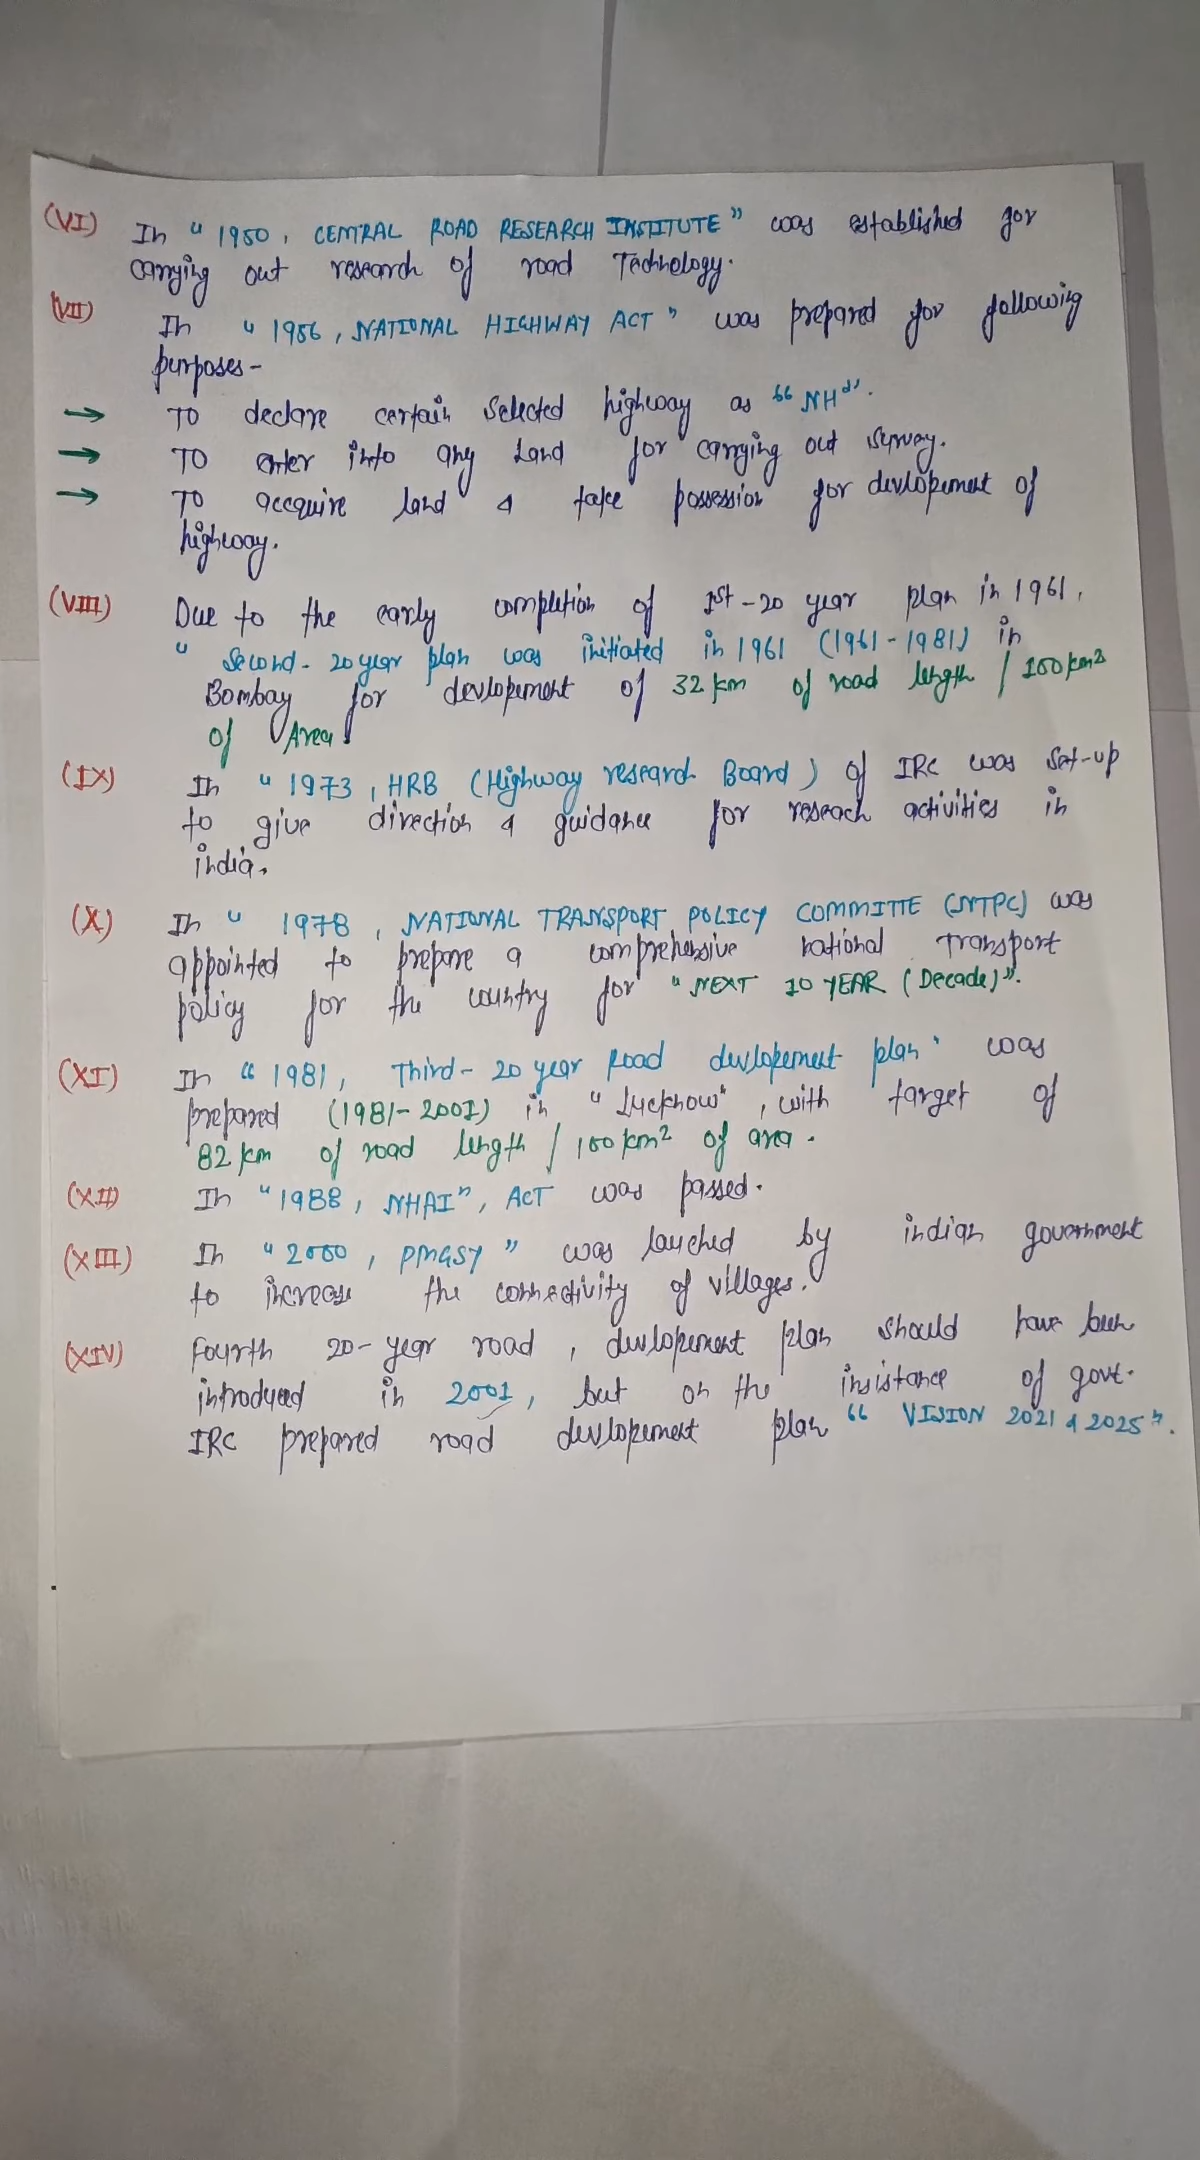 (VI) In " 1950, CENTRAL ROAD RESEARCH INSTITUTE" was established for
carrying out research of road Technology.
(VII) In " 1956, NATIONAL HIGHWAY ACT" was prepared for following
purposes-
→ TO declare certain selected highway as "NH".
→ TO enter into any Land for carrying out survey.
→ TO accquire land & take possession for devlopement of
highway.
(VIII) Due to the early completion of 1st-20 year plan in 1961,
" Second-20 year plan was initiated in 1961 (1961-1981) in
Bombay for devlopement of 32 km of road length / 100 km²
of Area.
(IX) In " 1973, HRB (Highway research Board) of IRC was set-up
to give direction & guidance for reseach activities in
india.
(X) In " 1978, NATIONAL TRANSPORT POLICY COMMITTE (NTPC) was
appointed to prepare a comprehensive national transport
policy for the country for " NEXT 10 YEAR (Decade)".
(XI) In " 1981, Third-20 year Road devlopement plan" was
prepared (1981-2001) in "Lucknow", with target of
82 km of road length / 100 km² of area.
(XII) In "1988, NHAI", ACT was passed.
(XIII) In " 2000, PMGSY" was lauched by indian government
to increase the connectivity of villages.
(XIV) Fourth 20-year road, devlopement plan should have been
introduced in 2001, but on the insistance of govt.
IRC prepared road devlopement plan " VISION 2021 & 2025".